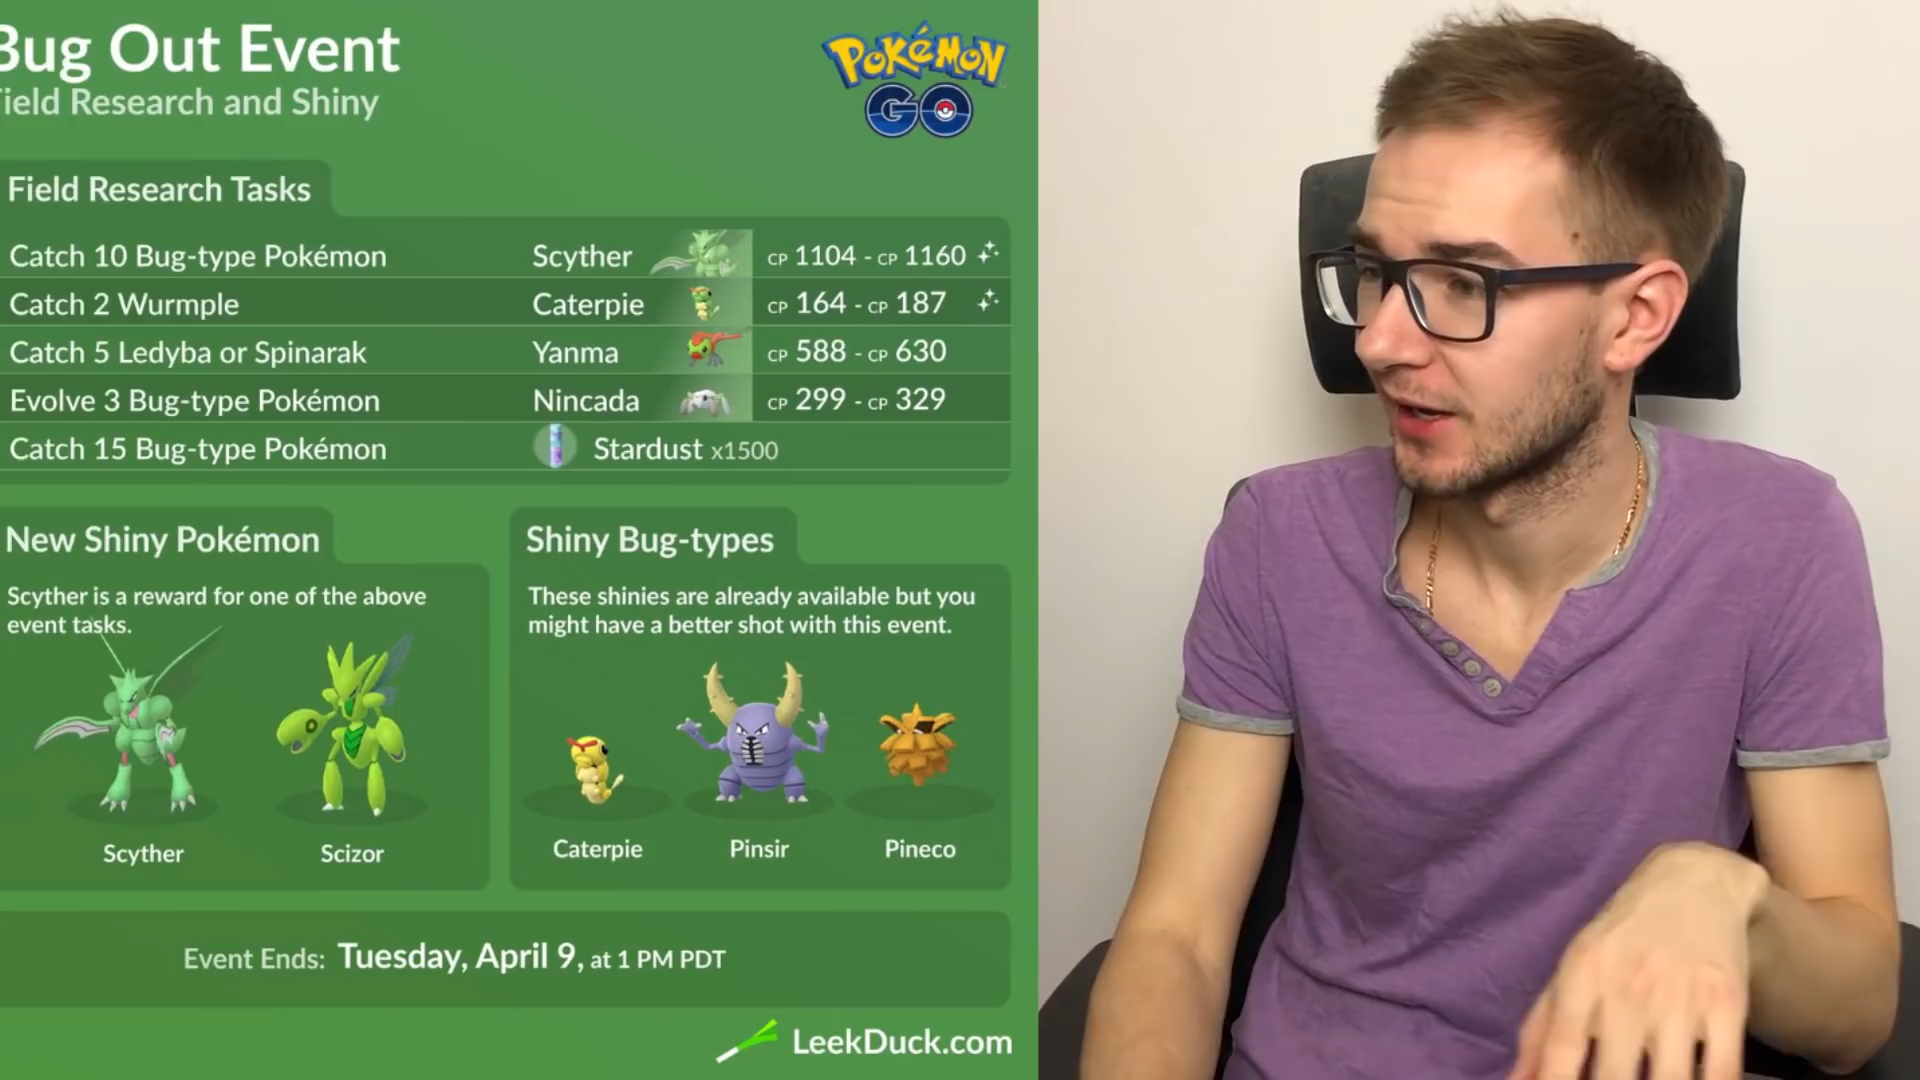 Bug Out Event
Field Research and Shiny
POKéMON
GO
Field Research Tasks
Catch 10 Bug-type Pokémon Scyther CP 1104 - CP 1160
Catch 2 Wurmple Caterpie CP 164 - CP 187
Catch 5 Ledyba or Spinarak Yanma CP 588 - CP 630
Evolve 3 Bug-type Pokémon Nincada CP 299 - CP 329
Catch 15 Bug-type Pokémon Stardust x1500
New Shiny Pokémon
Scyther is a reward for one of the above
event tasks.
Scyther Scizor
Shiny Bug-types
These shinies are already available but you
might have a better shot with this event.
Caterpie Pinsir Pineco
Event Ends: Tuesday, April 9, at 1 PM PDT
LeekDuck.com